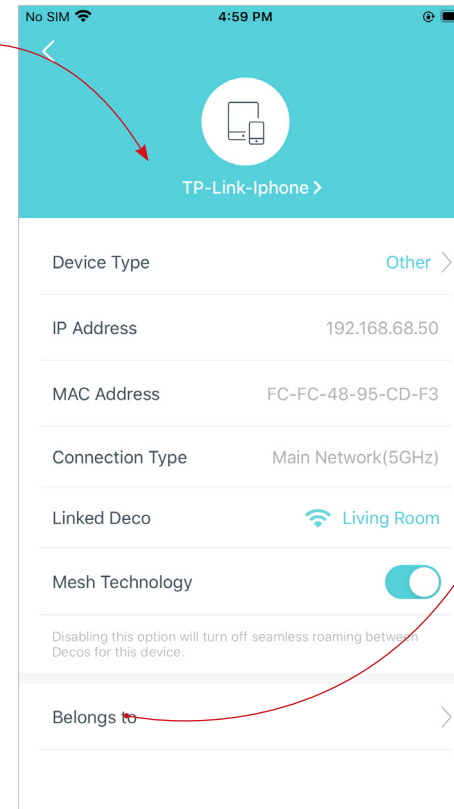 No SIM 4:59 PM
TP-Link-Iphone >
Device Type Other >
IP Address 192.168.68.50
MAC Address FC-FC-48-95-CD-F3
Connection Type Main Network(5GHz)
Linked Deco Living Room
Mesh Technology
Disabling this option will turn off seamless roaming between
Decos for this device.
Belongs to >